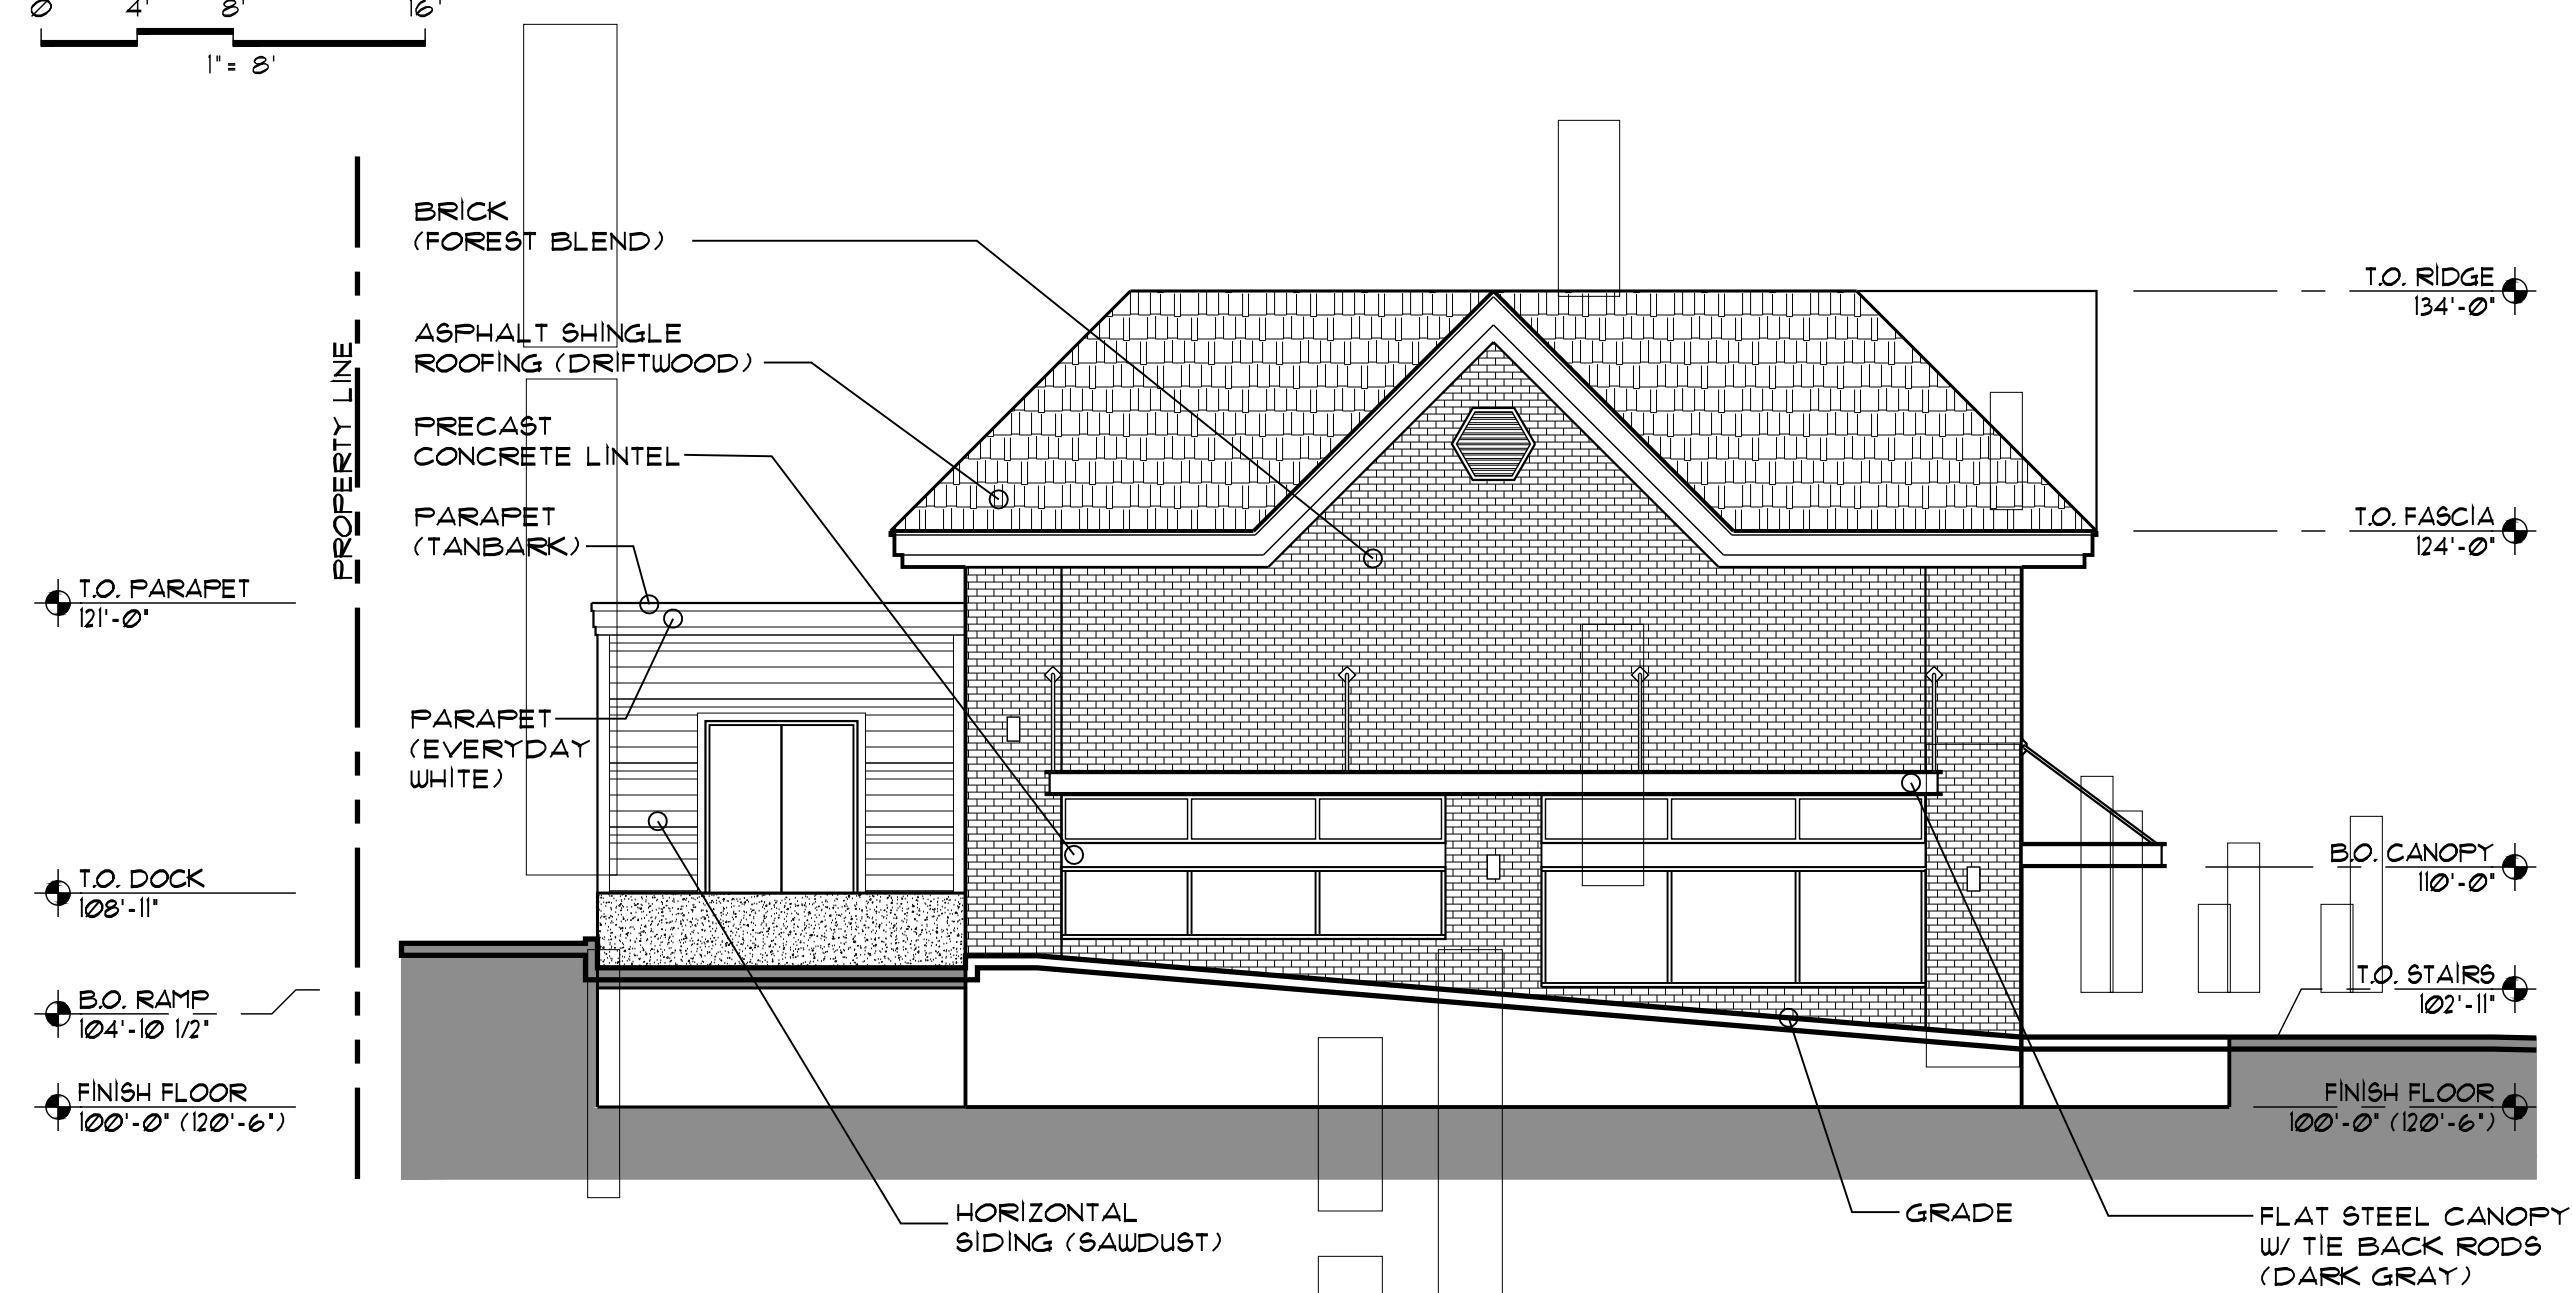 0 4' 8' 16'
1"= 8'
PROPERTY LINE
BRICK
(FOREST BLEND)
ASPHALT SHINGLE
ROOFING (DRIFTWOOD)
PRECAST
CONCRETE LINTEL
PARAPET
(TANBARK)
PARAPET
(EVERYDAY
WHITE)
T.O. PARAPET
121'-0"
T.O. DOCK
108'-11"
B.O. RAMP
104'-10 1/2"
FINISH FLOOR
100'-0" (120'-6")
T.O. RIDGE
134'-0"
T.O. FASCIA
124'-0"
B.O. CANOPY
110'-0"
T.O. STAIRS
102'-11"
FINISH FLOOR
100'-0" (120'-6")
HORIZONTAL
SIDING (SAWDUST)
GRADE
FLAT STEEL CANOPY
W/ TIE BACK RODS
(DARK GRAY)